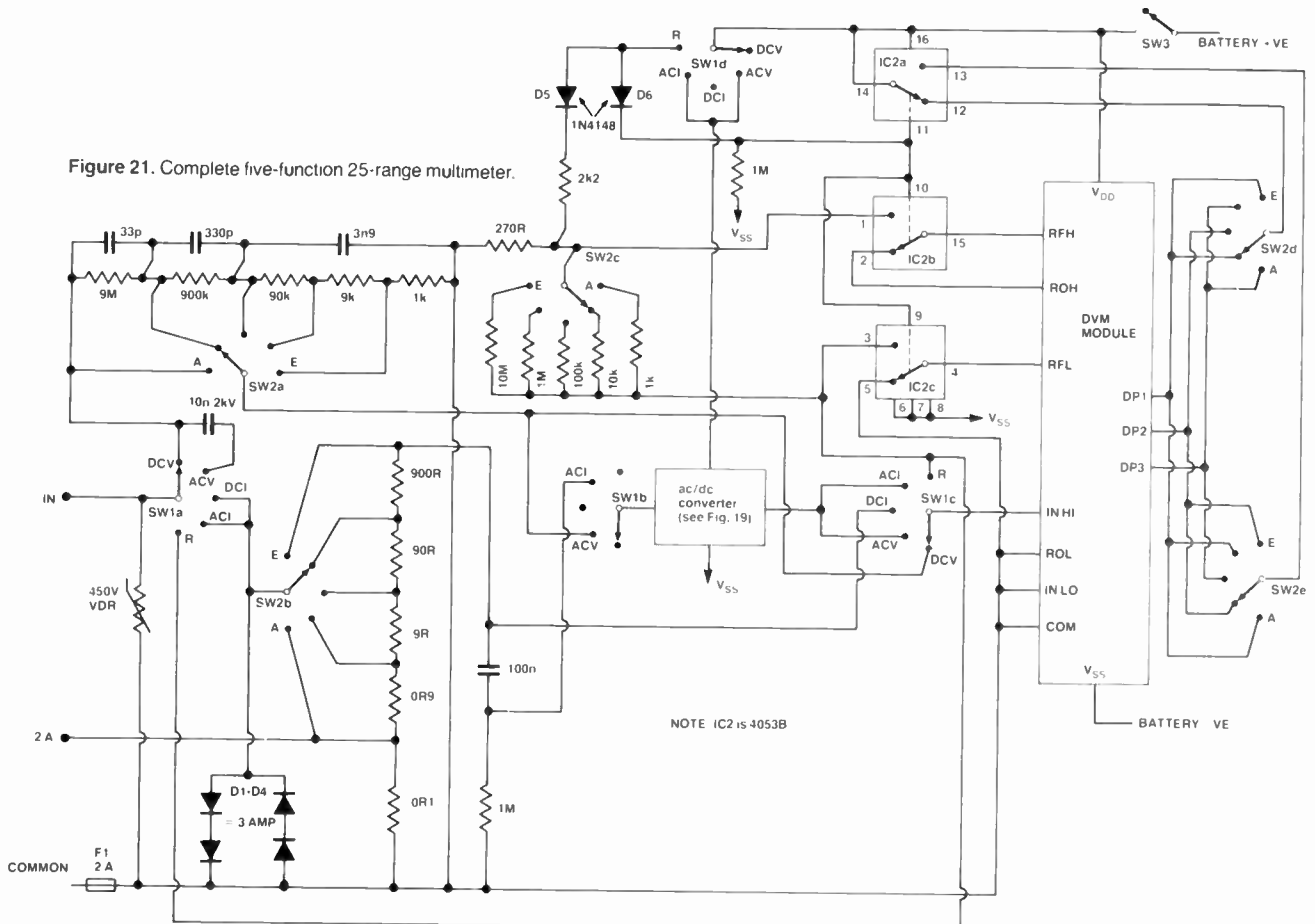 Figure 21. Complete five-function 25-range multimeter.
R
SW1d
DCV
ACI
DCI
ACV
SW3
BATTERY +VE
D5
D6
1N4148
2k2
1M
VSS
16
IC2a
13
14
12
11
10
1
15
2
IC2b
9
3
4
5
IC2c
6
7
8
VSS
VDD
RFH
ROH
DVM
MODULE
RFL
DP1
DP2
DP3
IN HI
ROL
IN LO
COM
VSS
BATTERY VE
E
SW2d
A
E
SW2e
A
33p
330p
3n9
270R
9M
900k
90k
9k
1k
SW2c
E
A
10M
1M
100k
10k
1k
A
E
SW2a
10n 2kV
DCV
ACV
IN
SW1a
DCI
ACI
R
450V
VDR
E
SW2b
A
900R
90R
9R
0R9
0R1
100n
1M
ACI
SW1b
ACV
ac/dc
converter
(see Fig. 19)
VSS
ACI
R
DCI
SW1c
ACV
DCV
NOTE IC2 is 4053B
2 A
D1-D4
= 3 AMP
COMMON
F1
2 A